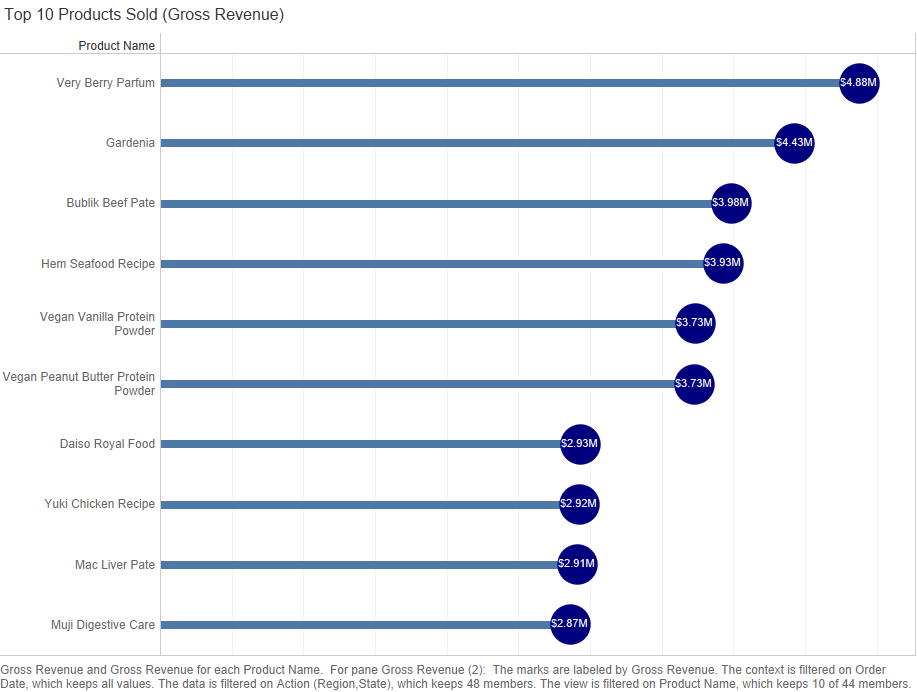 Top 10 Products Sold (Gross Revenue)
Product Name
Very Berry Parfum
$4.88M
Gardenia
$4.43M
Bublik Beef Pate
$3.98M
Hem Seafood Recipe
$3.93M
Vegan Vanilla Protein
Powder
$3.73M
Vegan Peanut Butter Protein
Powder
$3.73M
Daiso Royal Food
$2.93M
Yuki Chicken Recipe
$2.92M
Mac Liver Pate
$2.91M
Muji Digestive Care
$2.87M
Gross Revenue and Gross Revenue for each Product Name.  For pane Gross Revenue (2):  The marks are labeled by Gross Revenue. The context is filtered on Order
Date, which keeps all values. The data is filtered on Action (Region,State), which keeps 48 members. The view is filtered on Product Name, which keeps 10 of 44 members.